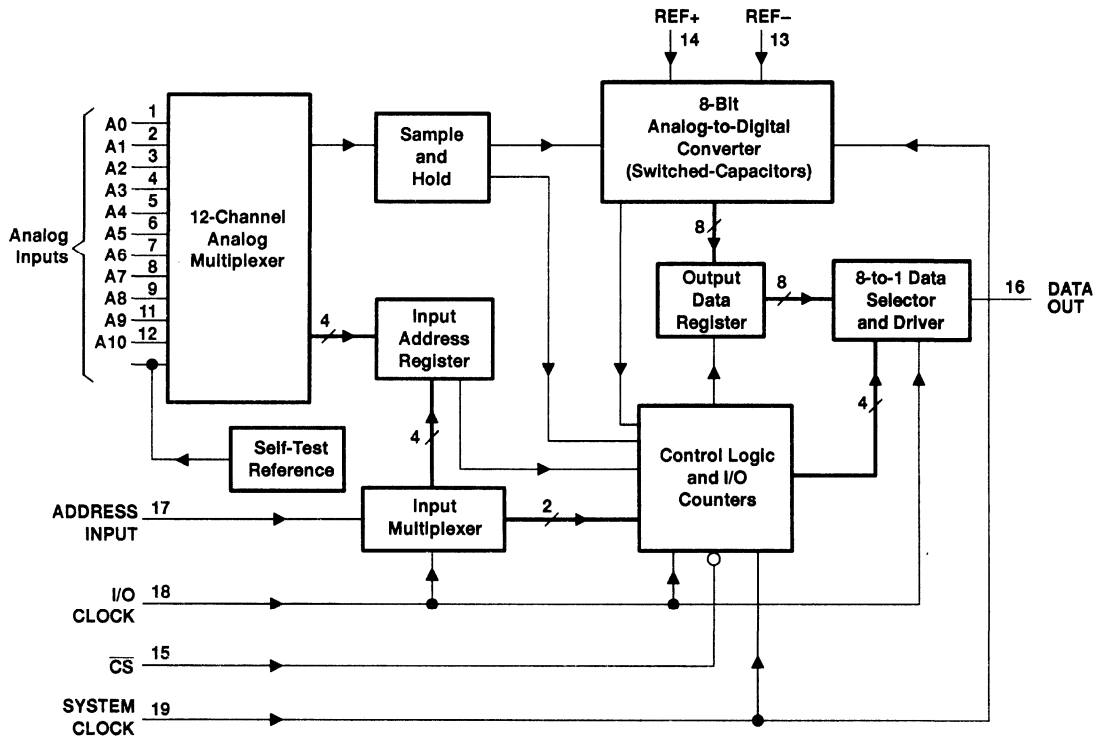 REF+
REF–
14
13
8-Bit
Analog-to-Digital
Converter
(Switched-Capacitors)
Analog
Inputs
A0
1
A1
2
A2
3
A3
4
A4
5
A5
6
A6
7
A7
8
A8
9
A9
11
A10
12
12-Channel
Analog
Multiplexer
Sample
and
Hold
8
Output
Data
Register
8
8-to-1 Data
Selector
and Driver
16
DATA
OUT
4
Input
Address
Register
4
4
Self-Test
Reference
Control Logic
and I/O
Counters
ADDRESS
INPUT
17
Input
Multiplexer
2
I/O
CLOCK
18
CS
15
SYSTEM
CLOCK
19